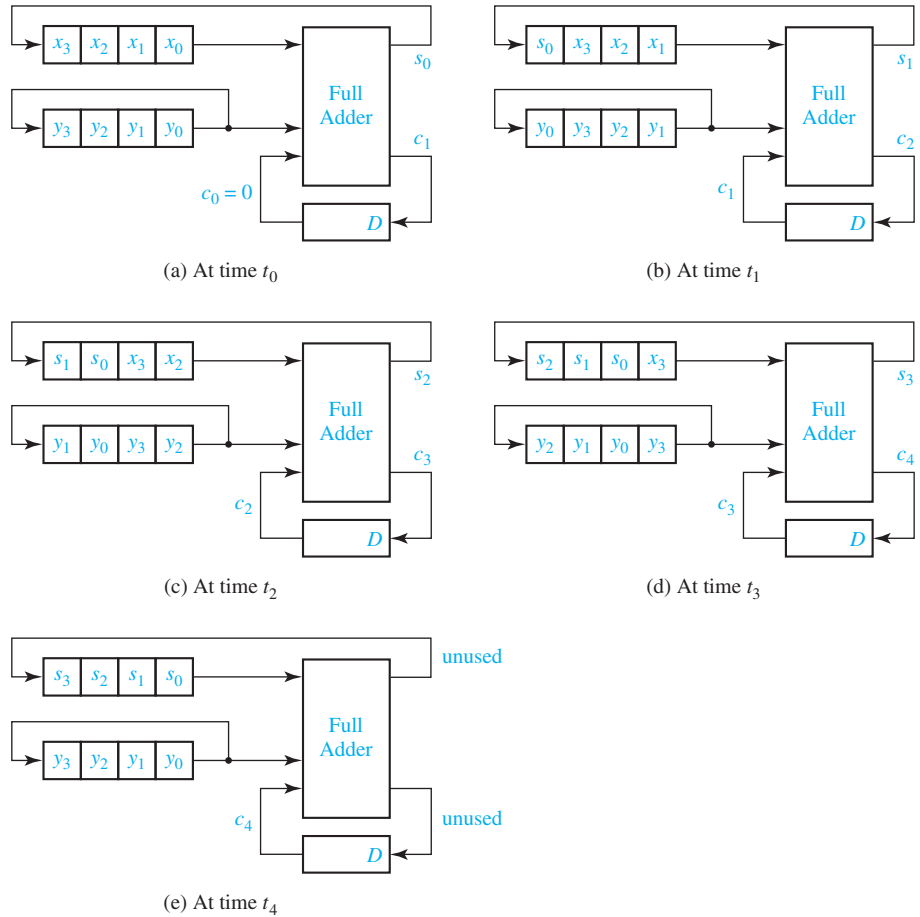 x3 x2 x1 x0
s0
Full
Adder
y3 y2 y1 y0
c1
c0 = 0
D
(a) At time t0
s0 x3 x2 x1
s1
Full
Adder
y0 y3 y2 y1
c2
c1
D
(b) At time t1
s1 s0 x3 x2
s2
Full
Adder
y1 y0 y3 y2
c3
c2
D
(c) At time t2
s2 s1 s0 x3
s3
Full
Adder
y2 y1 y0 y3
c4
c3
D
(d) At time t3
s3 s2 s1 s0
unused
Full
Adder
y3 y2 y1 y0
c4
unused
D
(e) At time t4